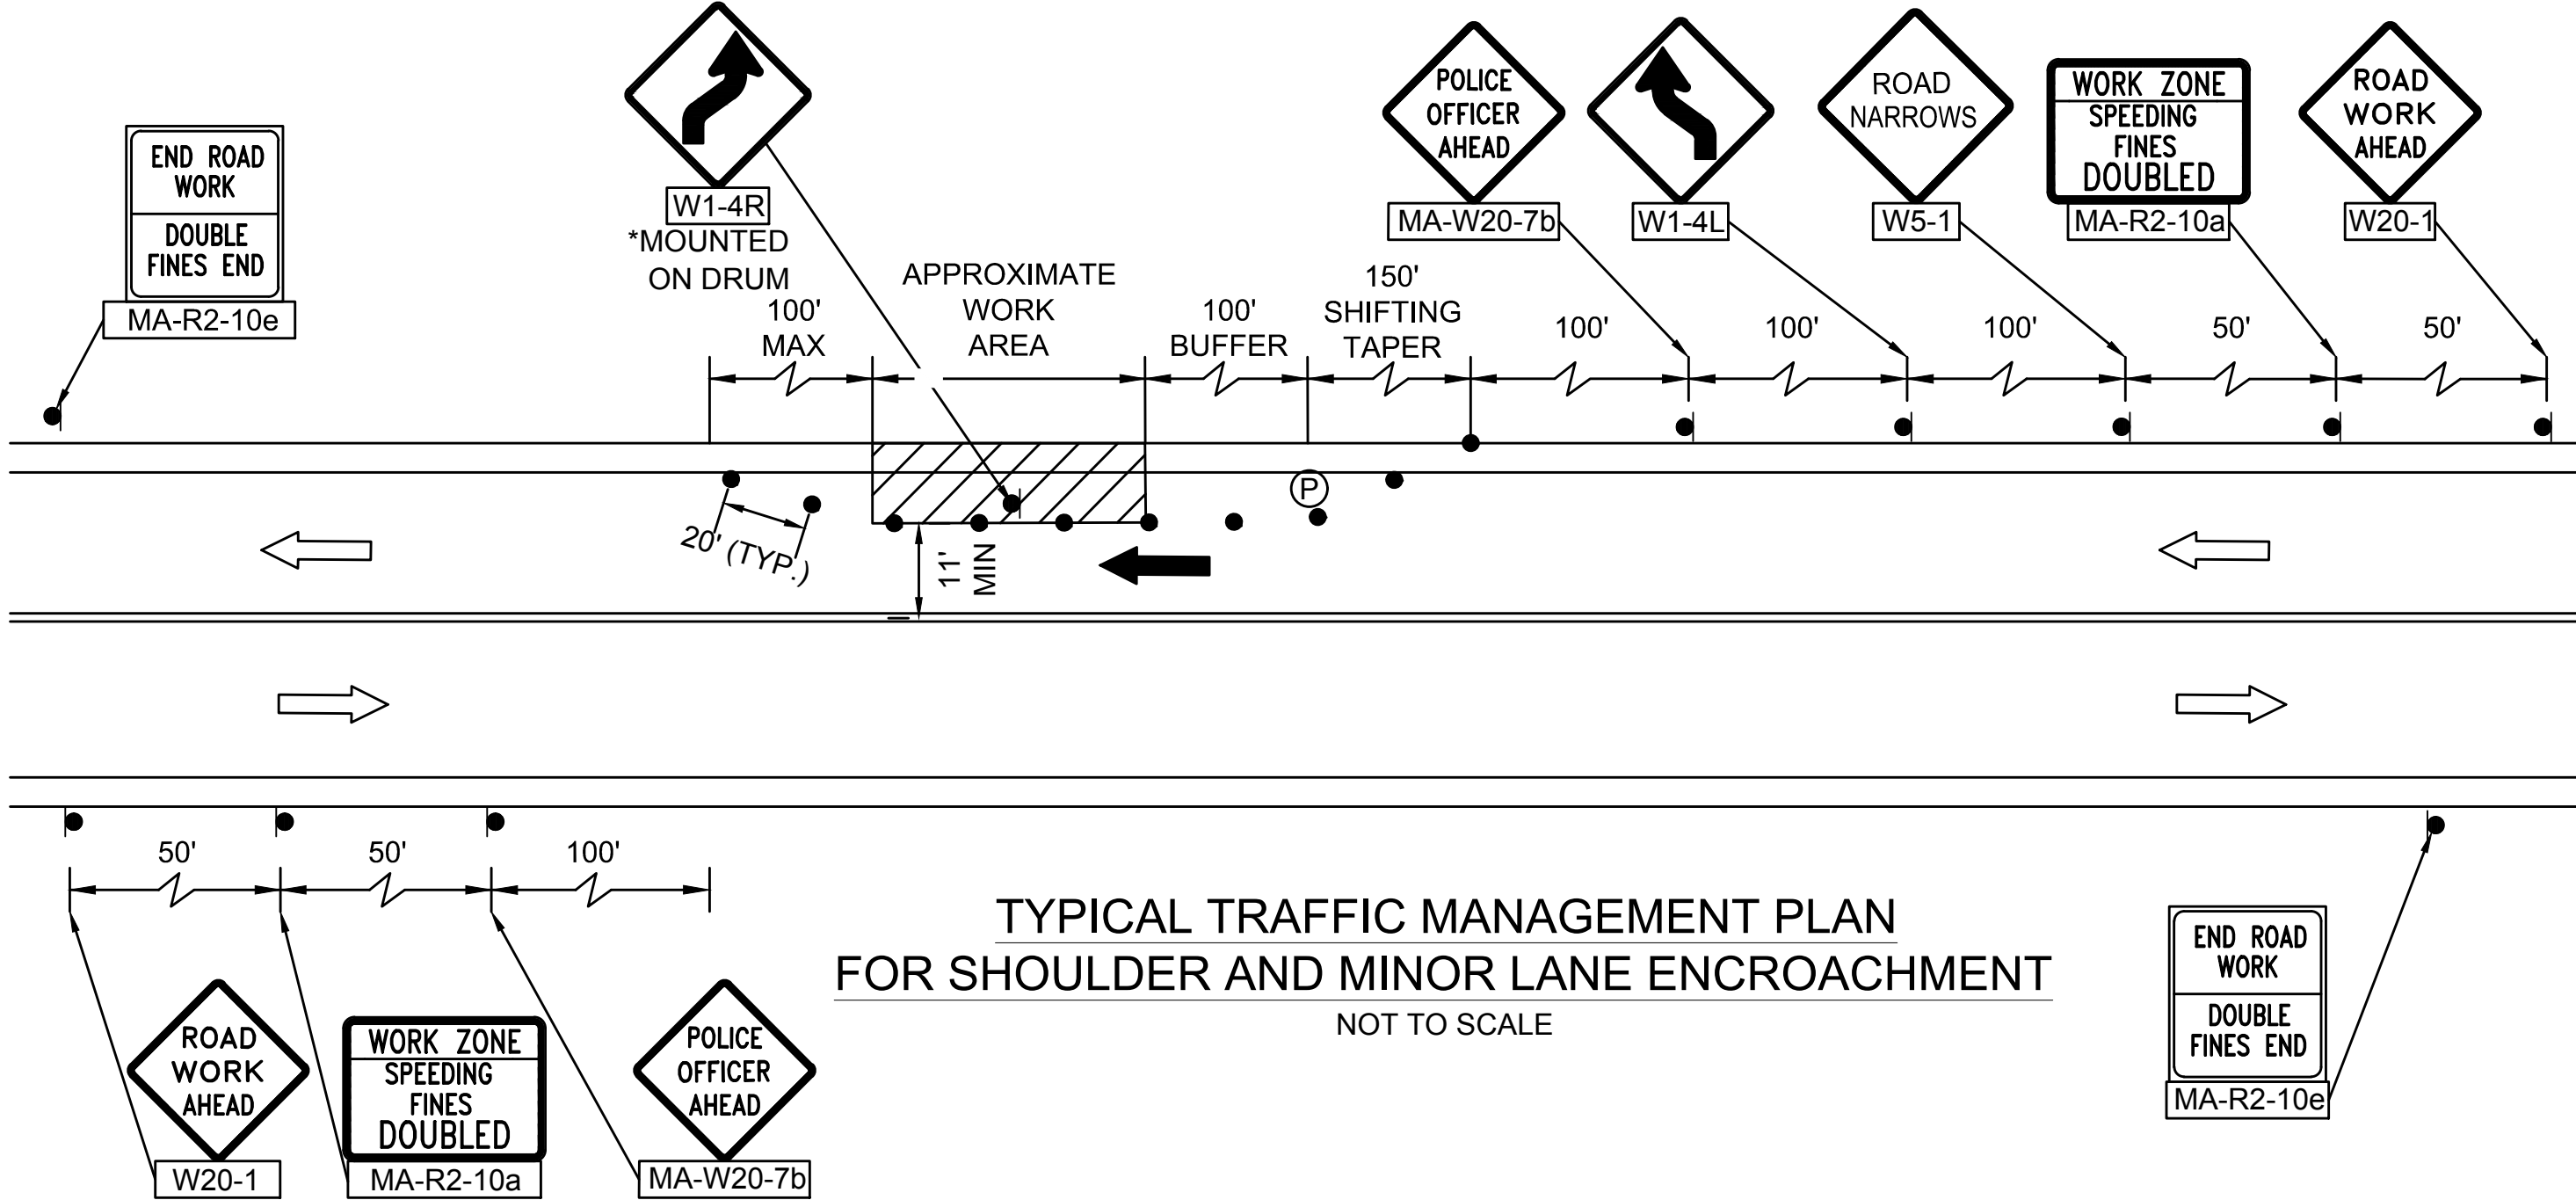 END ROAD
WORK
DOUBLE
FINES END
MA-R2-10e
W1-4R
*MOUNTED
ON DRUM
100'
MAX
APPROXIMATE
WORK
AREA
100'
BUFFER
150'
SHIFTING
TAPER
POLICE
OFFICER
AHEAD
MA-W20-7b
W1-4L
ROAD
NARROWS
W5-1
WORK ZONE
SPEEDING
FINES
DOUBLED
MA-R2-10a
ROAD
WORK
AHEAD
W20-1
100'
100'
100'
50'
50'
P
20' (TYP.)
11'
MIN
50'
50'
100'
ROAD
WORK
AHEAD
W20-1
WORK ZONE
SPEEDING
FINES
DOUBLED
MA-R2-10a
POLICE
OFFICER
AHEAD
MA-W20-7b
TYPICAL TRAFFIC MANAGEMENT PLAN
FOR SHOULDER AND MINOR LANE ENCROACHMENT
NOT TO SCALE
END ROAD
WORK
DOUBLE
FINES END
MA-R2-10e